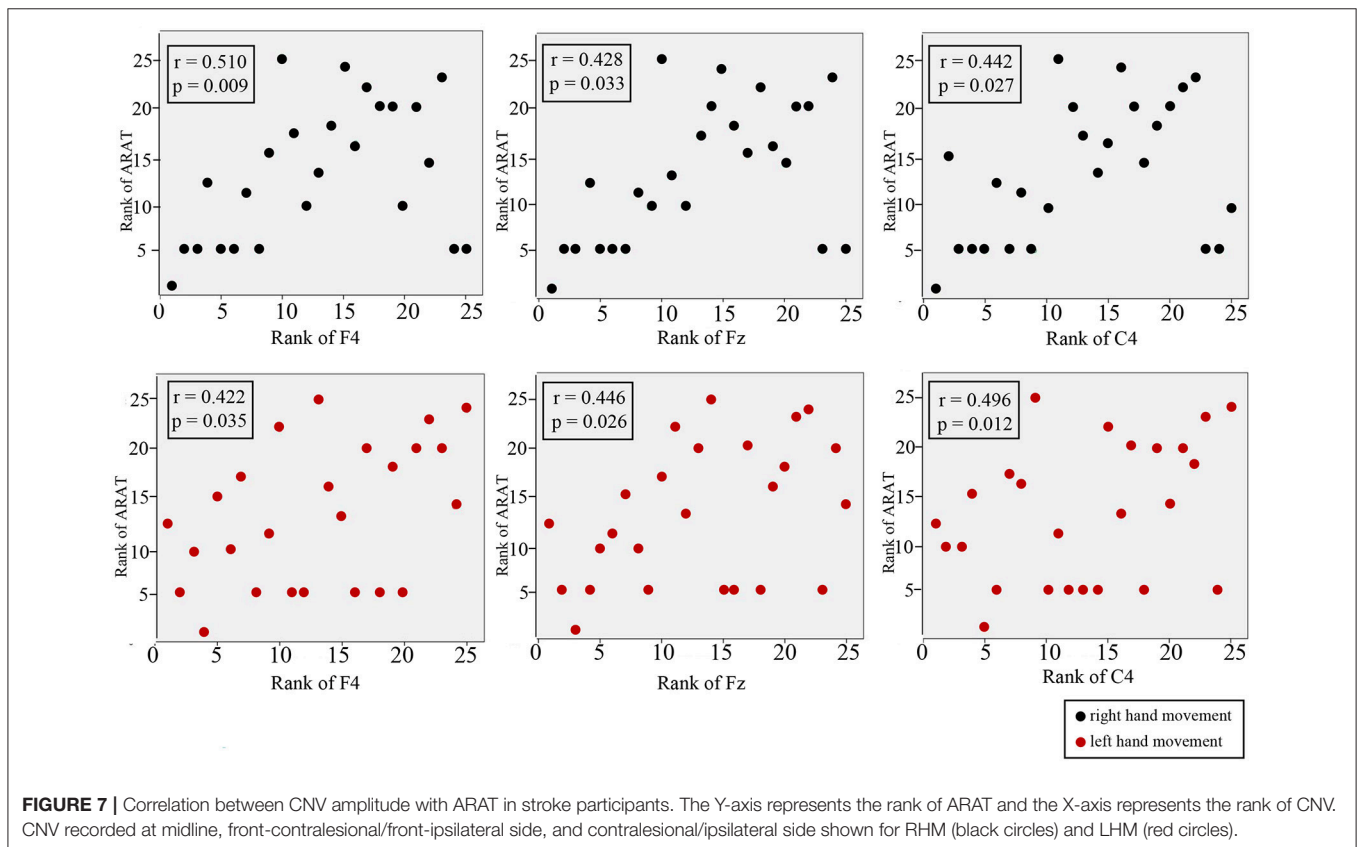 r = 0.510
p = 0.009
25
20
15
10
5
Rank of ARAT
0 5 10 15 20 25
Rank of F4
r = 0.428
p = 0.033
25
20
15
10
5
Rank of ARAT
0 5 10 15 20 25
Rank of Fz
r = 0.442
p = 0.027
25
20
15
10
5
Rank of ARAT
0 5 10 15 20 25
Rank of C4
r = 0.422
p = 0.035
25
20
15
10
5
Rank of ARAT
0 5 10 15 20 25
Rank of F4
r = 0.446
p = 0.026
25
20
15
10
5
Rank of ARAT
0 5 10 15 20 25
Rank of Fz
r = 0.496
p = 0.012
25
20
15
10
5
Rank of ARAT
0 5 10 15 20 25
Rank of C4
right hand movement
left hand movement
FIGURE 7 | Correlation between CNV amplitude with ARAT in stroke participants. The Y-axis represents the rank of ARAT and the X-axis represents the rank of CNV.
CNV recorded at midline, front-contralesional/front-ipsilateral side, and contralesional/ipsilateral side shown for RHM (black circles) and LHM (red circles).